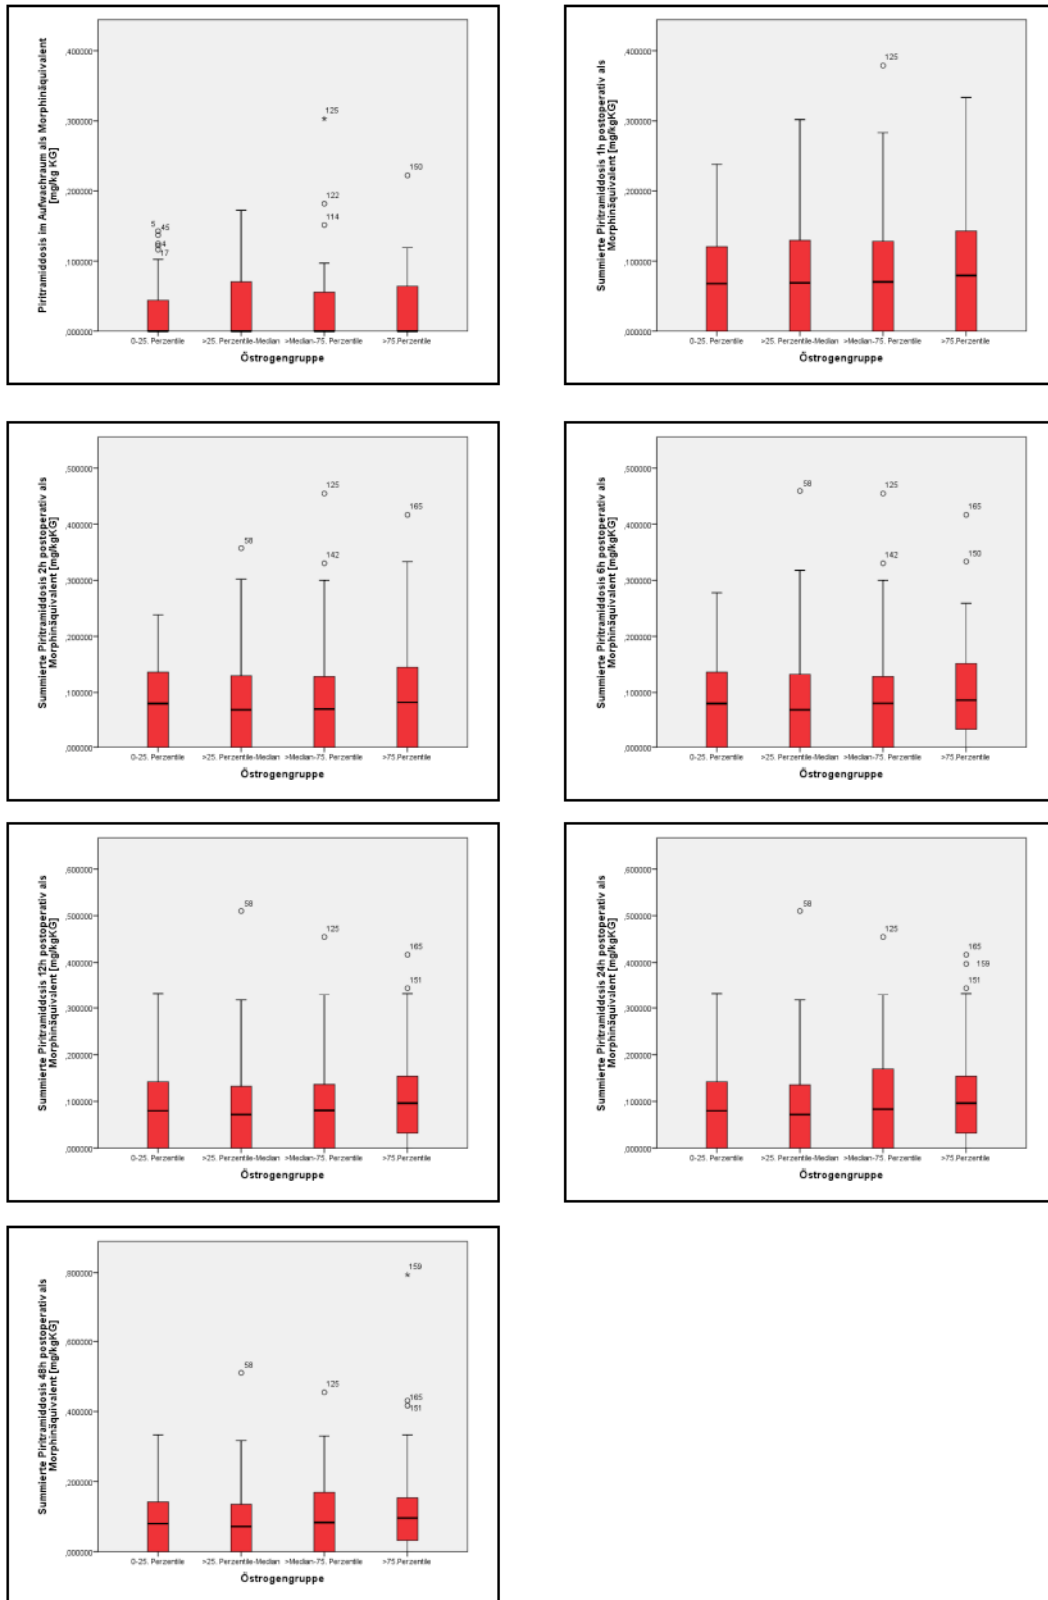 Piritramiddosis im Aufwachraum als Morphinäquivalent
[mg/kg KG]
,400000
,300000
,200000
,100000
,000000
125
122
114
150
5
45
4
17
0-25. Perzentile
>25. Perzentile-Median
>Median-75. Perzentile
>75.Perzentile
Östrogengruppe
Summierte Piritramiddosis 1h postoperativ als
Morphinäquivalent [mg/kgKG]
,400000
,300000
,200000
,100000
,000000
125
0-25. Perzentile
>25. Perzentile-Median
>Median-75. Perzentile
>75.Perzentile
Östrogengruppe
Summierte Piritramiddosis 2h postoperativ als
Morphinäquivalent [mg/kgKG]
,500000
,400000
,300000
,200000
,100000
,000000
58
125
142
165
0-25. Perzentile
>25. Perzentile-Median
>Median-75. Perzentile
>75.Perzentile
Östrogengruppe
Summierte Piritramiddosis 6h postoperativ als
Morphinäquivalent [mg/kgKG]
,500000
,400000
,300000
,200000
,100000
,000000
58
125
142
165
150
0-25. Perzentile
>25. Perzentile-Median
>Median-75. Perzentile
>75.Perzentile
Östrogengruppe
Summierte Piritramiddosis 12h postoperativ als
Morphinäquivalent [mg/kgKG]
,600000
,500000
,400000
,300000
,200000
,100000
,000000
58
125
165
151
0-25. Perzentile
>25. Perzentile-Median
>Median-75. Perzentile
>75.Perzentile
Östrogengruppe
Summierte Piritramiddosis 24h postoperativ als
Morphinäquivalent [mg/kgKG]
,600000
,500000
,400000
,300000
,200000
,100000
,000000
58
125
165
159
151
0-25. Perzentile
>25. Perzentile-Median
>Median-75. Perzentile
>75.Perzentile
Östrogengruppe
Summierte Piritramiddosis 48h postoperativ als
Morphinäquivalent [mg/kgKG]
,800000
,600000
,400000
,200000
,000000
58
125
159
165
151
0-25. Perzentile
>25. Perzentile-Median
>Median-75. Perzentile
>75.Perzentile
Östrogengruppe